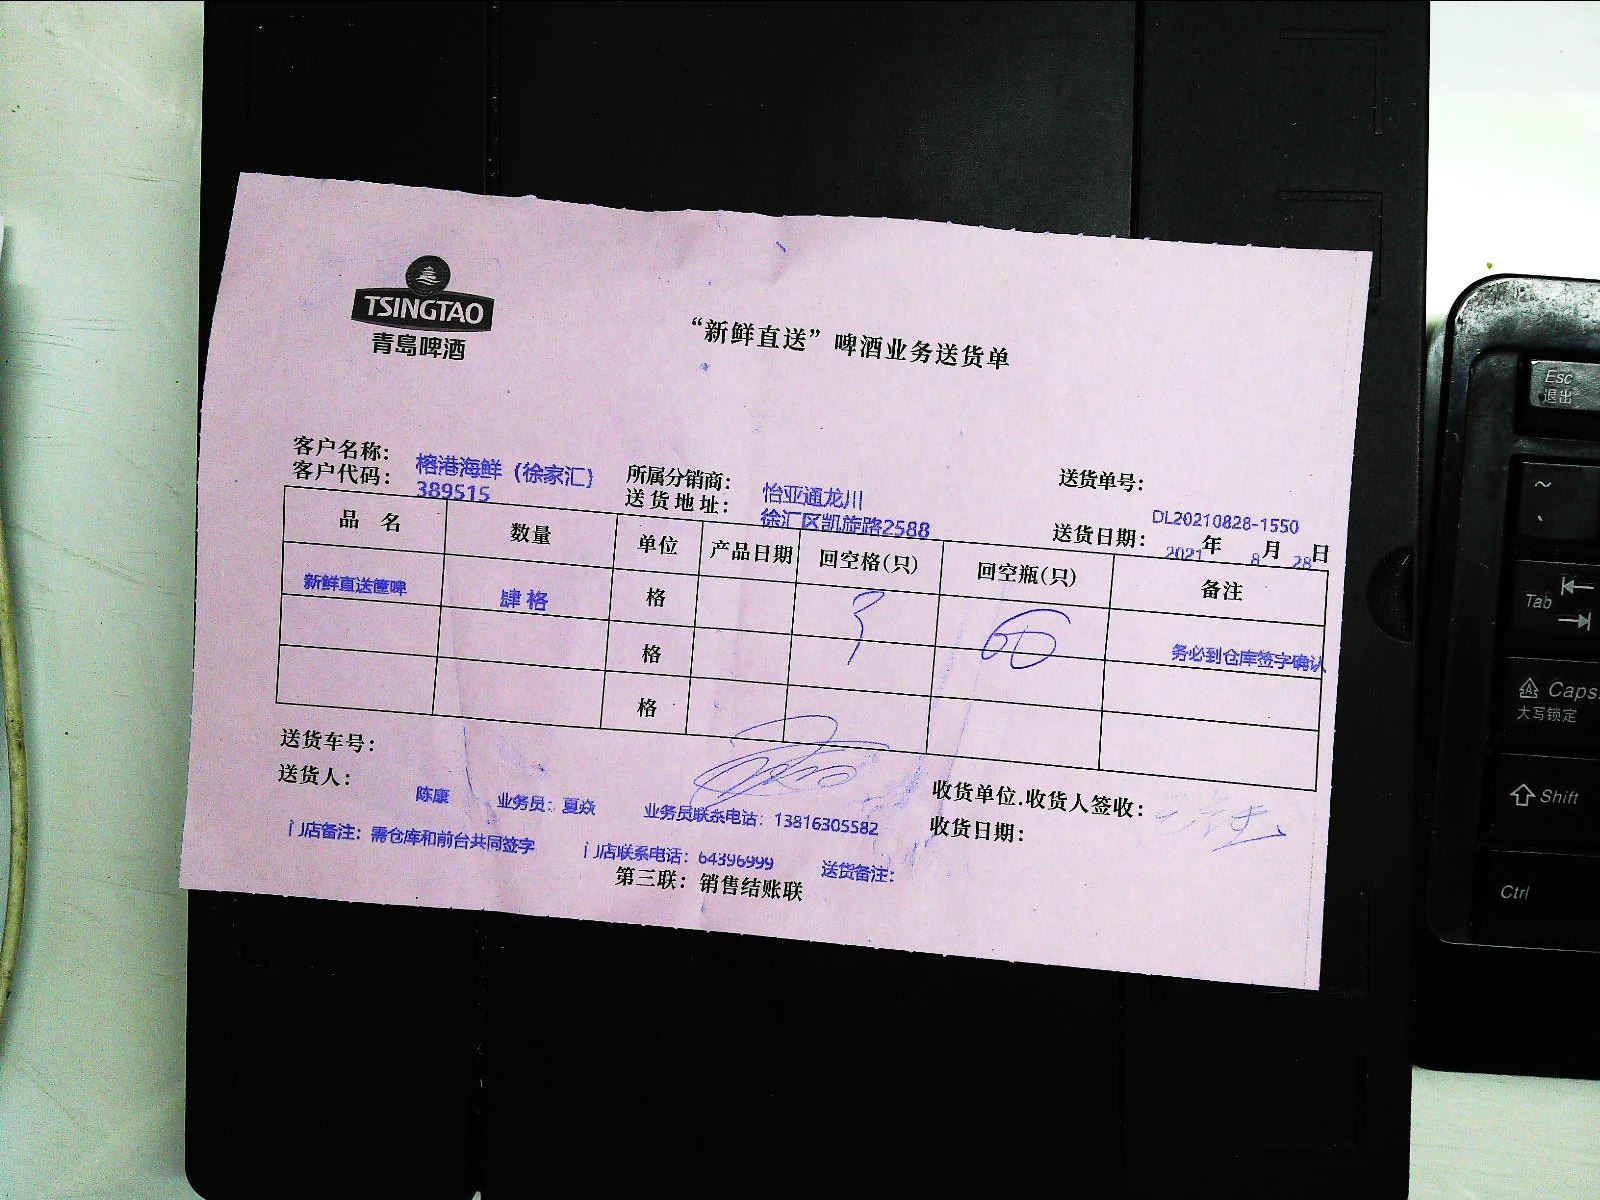 TSINGTAO
青島啤酒
“新鲜直送”啤酒业务送货单
客户名称： 榕港海鲜（徐家汇） 所属分销商： 怡亚通龙川 送货单号： DL20210828-1550
客户代码： 389515 送货地址： 徐汇区凯旋路2588 送货日期： 2021 年 8 月 28 日
品 名 数量 单位 产品日期 回空格(只) 回空瓶(只) 备注
新鲜直送筐啤 肆格 格 60 务必到仓库签字确认
格
格
送货车号：
送货人： 陈康 业务员：夏焱 业务员联系电话：13816305582 收货单位.收货人签收：
收货日期：
门店备注：需仓库和前台共同签字 门店联系电话：64396999 送货备注：
第三联：销售结账联
Esc
退出
~
、
Tab
Caps
大写锁定
Shift
Ctrl